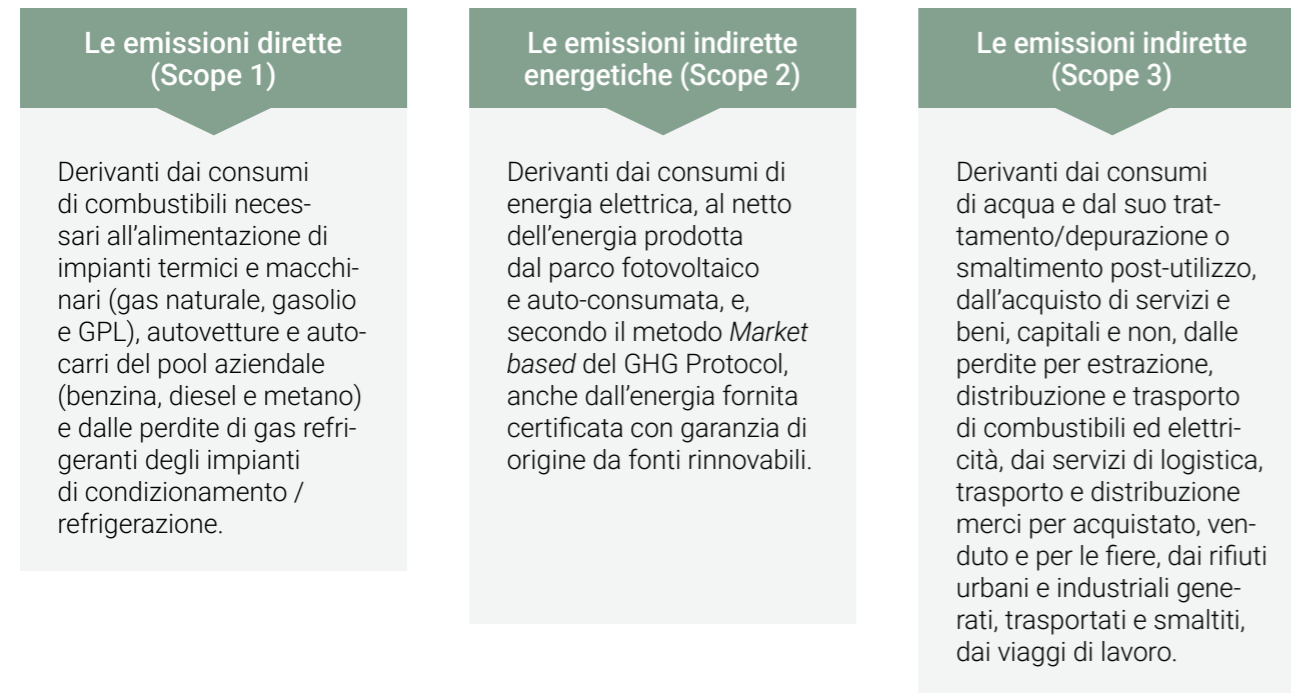 Le emissioni dirette
(Scope 1)
Derivanti dai consumi
di combustibili neces-
sari all’alimentazione di
impianti termici e macchi-
nari (gas naturale, gasolio
e GPL), autovetture e auto-
carri del pool aziendale
(benzina, diesel e metano)
e dalle perdite di gas refri-
geranti degli impianti
di condizionamento /
refrigerazione.
Le emissioni indirette
energetiche (Scope 2)
Derivanti dai consumi di
energia elettrica, al netto
dell’energia prodotta
dal parco fotovoltaico
e auto-consumata, e,
secondo il metodo Market
based del GHG Protocol,
anche dall’energia fornita
certificata con garanzia di
origine da fonti rinnovabili.
Le emissioni indirette
(Scope 3)
Derivanti dai consumi
di acqua e dal suo trat-
tamento/depurazione o
smaltimento post-utilizzo,
dall’acquisto di servizi e
beni, capitali e non, dalle
perdite per estrazione,
distribuzione e trasporto
di combustibili ed elettri-
cità, dai servizi di logistica,
trasporto e distribuzione
merci per acquistato, ven-
duto e per le fiere, dai rifiuti
urbani e industriali gene-
rati, trasportati e smaltiti,
dai viaggi di lavoro.